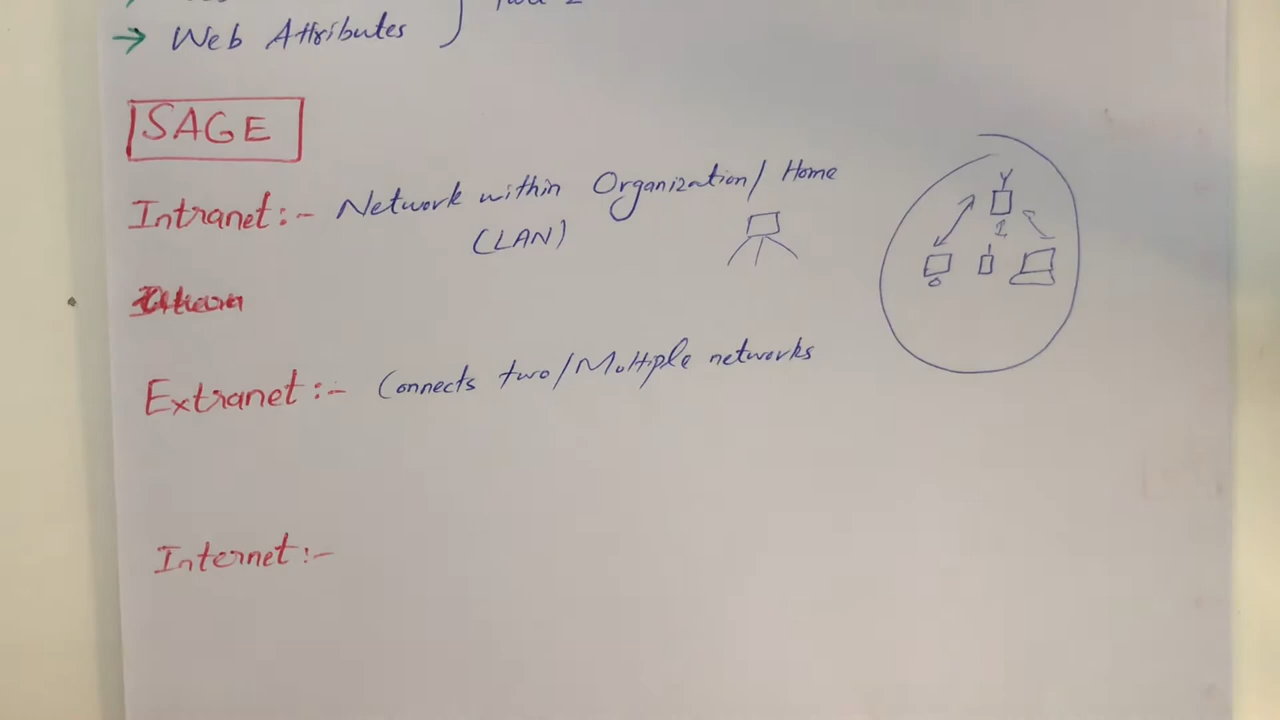 → Web Attributes
SAGE
Intranet:- Network within Organization/ Home
(LAN)
Extranet:- Connects two/Multiple networks
Internet:-